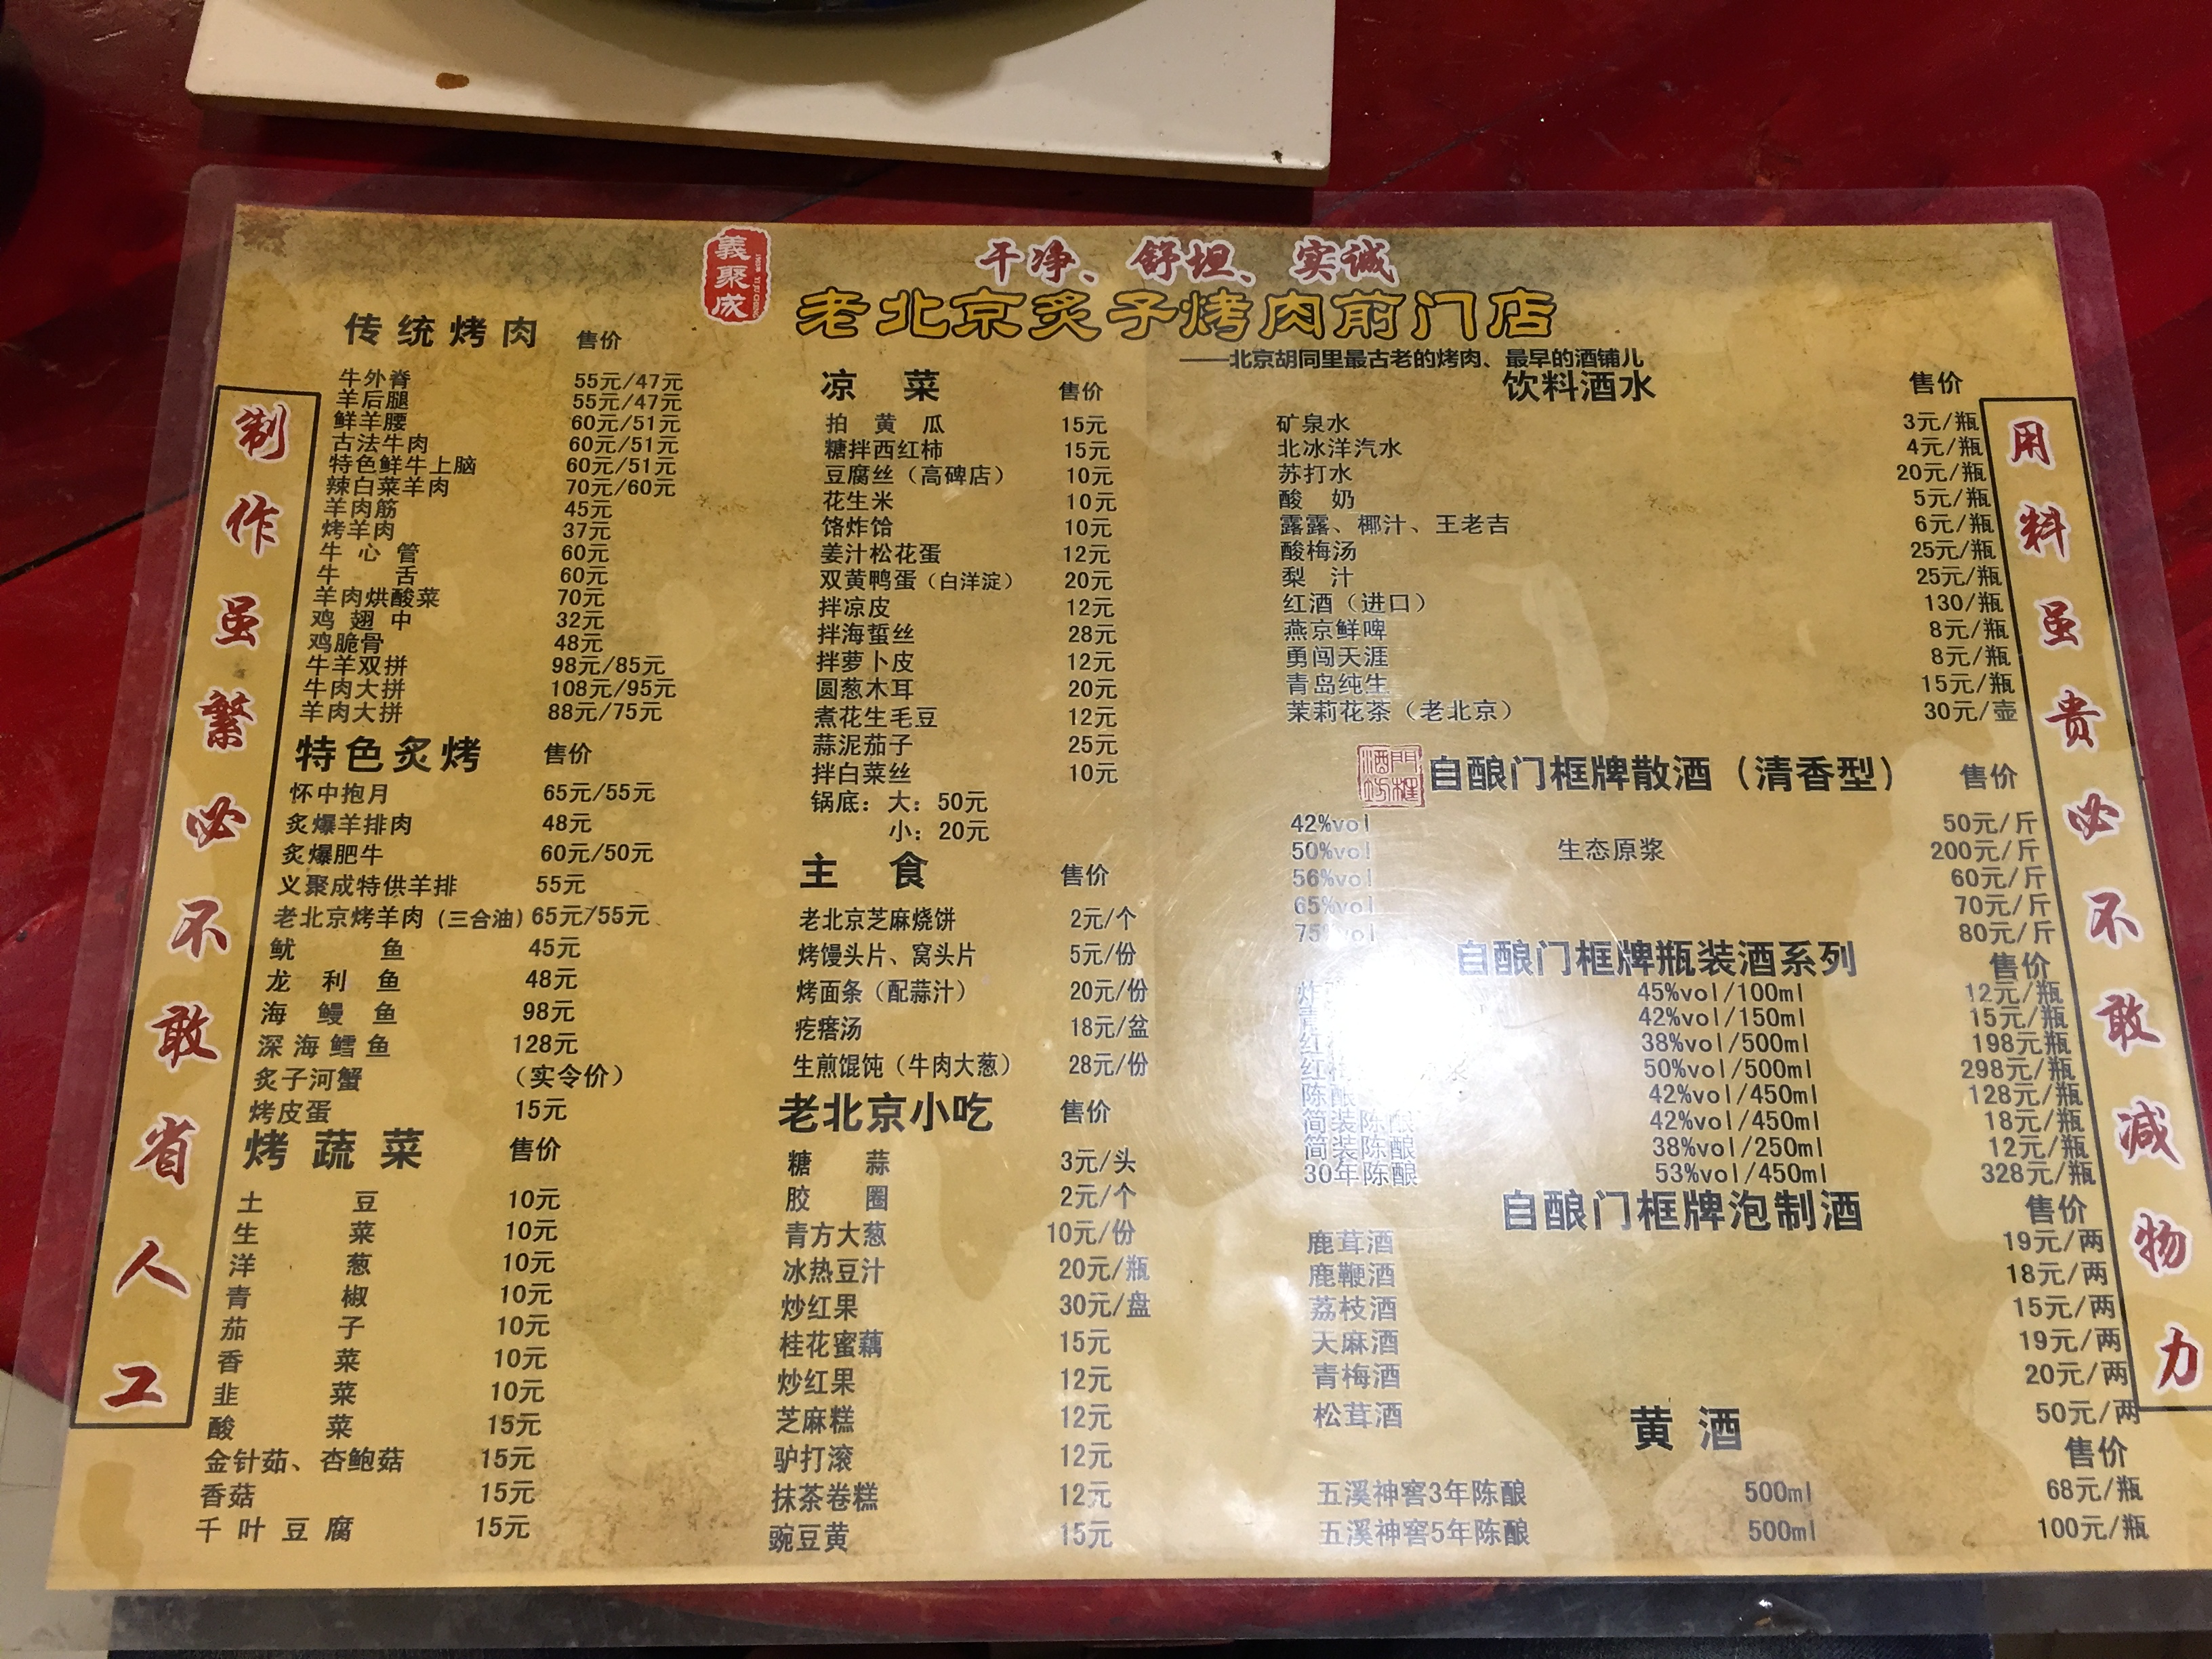 義聚成
干净、舒坦、实诚
老北京炙子烤肉前门店
——北京胡同里最古老的烤肉、最早的酒铺儿
制作虽繁必不敢省人工
传统烤肉 售价
牛外脊 55元/47元
羊后腿 55元/47元
鲜羊腰 60元/51元
古法牛肉 60元/51元
特色鲜牛上脑 60元/51元
辣白菜羊肉 70元/60元
羊肉筋 45元
烤羊肉 37元
牛心管 60元
牛舌 60元
羊肉烘酸菜 70元
鸡翅中 32元
鸡脆骨 48元
牛羊双拼 98元/85元
牛肉大拼 108元/95元
羊肉大拼 88元/75元
特色炙烤 售价
怀中抱月 65元/55元
炙爆羊排肉 48元
炙爆肥牛 60元/50元
义聚成特供羊排 55元
老北京烤羊肉（三合油）65元/55元
鱿鱼 45元
龙利鱼 48元
海鳗鱼 98元
深海鳕鱼 128元
炙子河蟹 （实令价）
烤皮蛋 15元
烤蔬菜 售价
土豆 10元
生菜 10元
洋葱 10元
青椒 10元
茄子 10元
香菜 10元
韭菜 10元
酸菜 15元
金针茹、杏鲍菇 15元
香菇 15元
千叶豆腐 15元
凉菜 售价
拍黄瓜 15元
糖拌西红柿 15元
豆腐丝（高碑店） 10元
花生米 10元
饹炸饸 10元
姜汁松花蛋 12元
双黄鸭蛋（白洋淀） 20元
拌凉皮 12元
拌海蜇丝 28元
拌萝卜皮 12元
圆葱木耳 20元
煮花生毛豆 12元
蒜泥茄子 25元
拌白菜丝 10元
锅底：大：50元
小：20元
主食 售价
老北京芝麻烧饼 2元/个
烤馒头片、窝头片 5元/份
烤面条（配蒜汁） 20元/份
疙瘩汤 18元/盆
生煎馄饨（牛肉大葱） 28元/份
老北京小吃 售价
糖蒜 3元/头
胶圈 2元/个
青方大葱 10元/份
冰热豆汁 20元/瓶
炒红果 30元/盘
桂花蜜藕 15元
炒红果 12元
芝麻糕 12元
驴打滚 12元
抹茶卷糕 12元
豌豆黄 15元
饮料酒水 售价
矿泉水 3元/瓶
北冰洋汽水 4元/瓶
苏打水 20元/瓶
酸奶 5元/瓶
露露、椰汁、王老吉 6元/瓶
酸梅汤 25元/瓶
梨汁 25元/瓶
红酒（进口） 130/瓶
燕京鲜啤 8元/瓶
勇闯天涯 8元/瓶
青岛纯生 15元/瓶
茉莉花茶（老北京） 30元/壶
門框酒坊
自酿门框牌散酒（清香型） 售价
42%vol 50元/斤
50%vol 生态原浆 200元/斤
56%vol 60元/斤
65%vol 70元/斤
75%vol 80元/斤
自酿门框牌瓶装酒系列 售价
45%vol/100ml 12元/瓶
42%vol/150ml 15元/瓶
38%vol/500ml 198元瓶
50%vol/500ml 298元/瓶
陈酿 42%vol/450ml 128元/瓶
简装陈酿 42%vol/450ml 18元/瓶
简装陈酿 38%vol/250ml 12元/瓶
30年陈酿 53%vol/450ml 328元/瓶
自酿门框牌泡制酒 售价
鹿茸酒 19元/两
鹿鞭酒 18元/两
荔枝酒 15元/两
天麻酒 19元/两
青梅酒 20元/两
松茸酒 50元/两
黄酒 售价
五溪神窖3年陈酿 500ml 68元/瓶
五溪神窖5年陈酿 500ml 100元/瓶
用料虽贵必不敢减物力